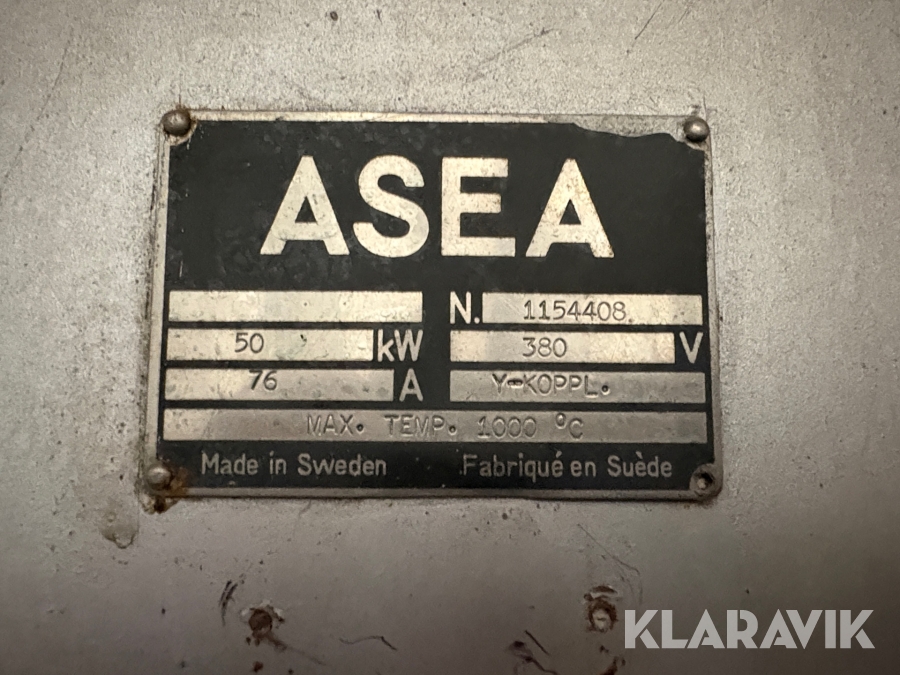 ASEA
N. 1154408
50 kW 380 V
76 A Y-KOPPL.
MAX. TEMP. 1000 °C
Made in Sweden Fabriqué en Suède
KLARAVIK